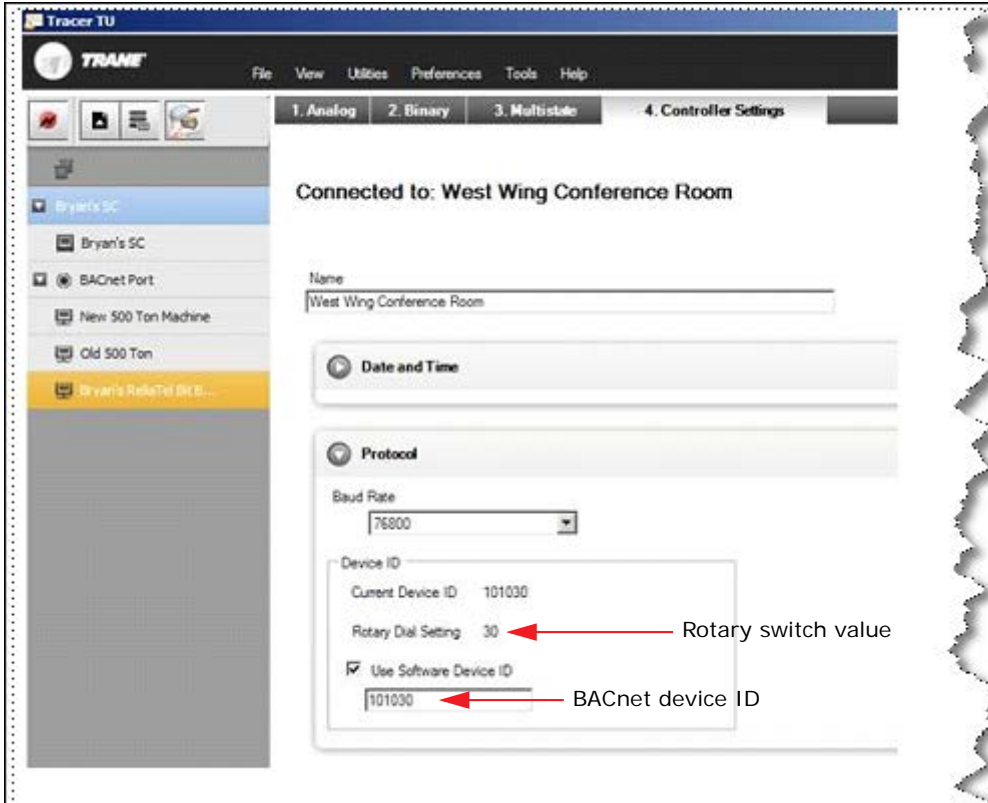 Tracer TU
TRANE
File View Utilities Preferences Tools Help
1. Analog 2. Binary 3. Multistate 4. Controller Settings
Bryan's SC
Bryan's SC
BACnet Port
New 500 Ton Machine
Old 500 Ton
Bryan's ReliaTel Bit B...
Connected to: West Wing Conference Room
Name
West Wing Conference Room
Date and Time
Protocol
Baud Rate
76800
Device ID
Current Device ID 101030
Rotary Dial Setting 30 Rotary switch value
Use Software Device ID
101030 BACnet device ID